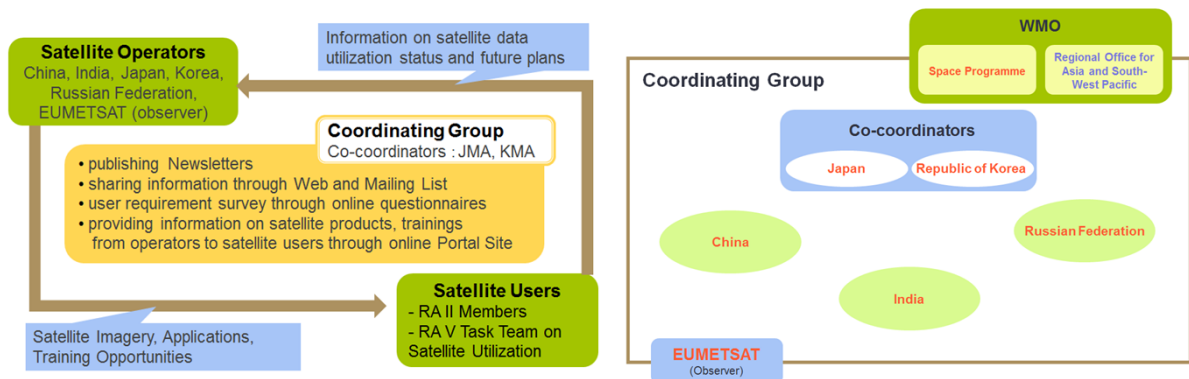 Satellite Operators
China, India, Japan, Korea,
Russian Federation,
EUMETSAT (observer)
Information on satellite data
utilization status and future plans
Coordinating Group
Co-coordinators : JMA, KMA
• publishing Newsletters
• sharing information through Web and Mailing List
• user requirement survey through online questionnaires
• providing information on satellite products, trainings
from operators to satellite users through online Portal Site
Satellite Users
- RA II Members
- RA V Task Team on
Satellite Utilization
Satellite Imagery, Applications,
Training Opportunities
WMO
Space Programme
Regional Office for
Asia and South-
West Pacific
Coordinating Group
Co-coordinators
Japan
Republic of Korea
China
Russian Federation
India
EUMETSAT
(Observer)